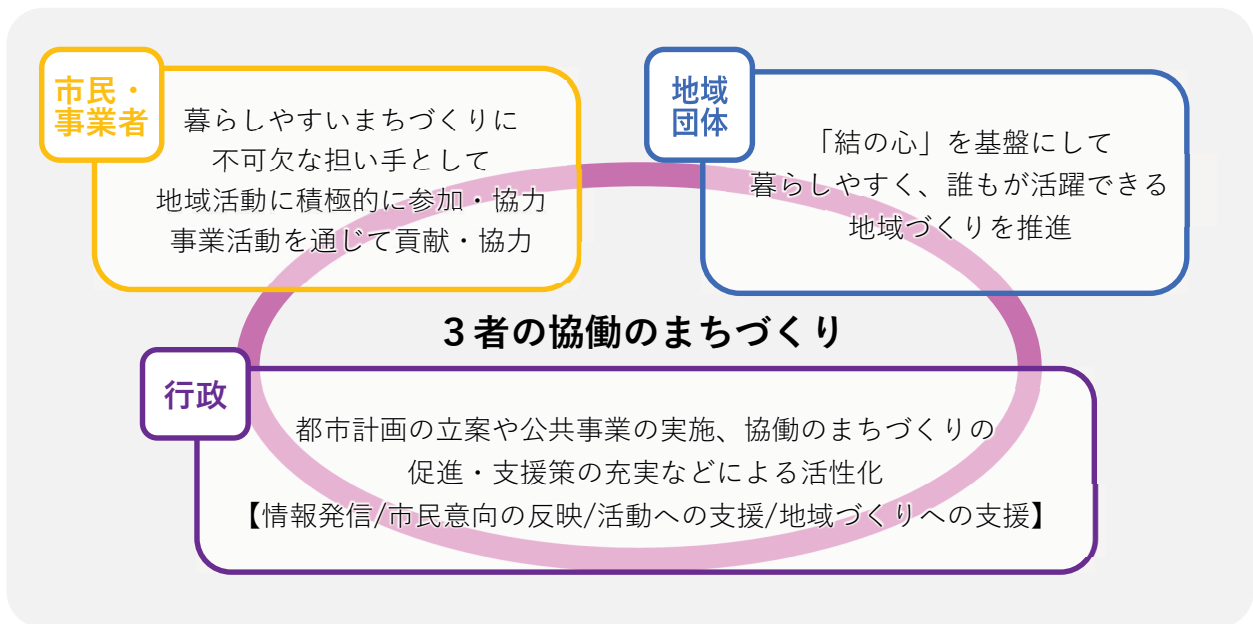 市民・
事業者
暮らしやすいまちづくりに
不可欠な担い手として
地域活動に積極的に参加・協力
事業活動を通じて貢献・協力
地域
団体
「結の心」を基盤にして
暮らしやすく、誰もが活躍できる
地域づくりを推進
３者の協働のまちづくり
行政
都市計画の立案や公共事業の実施、協働のまちづくりの
促進・支援策の充実などによる活性化
【情報発信/市民意向の反映/活動への支援/地域づくりへの支援】